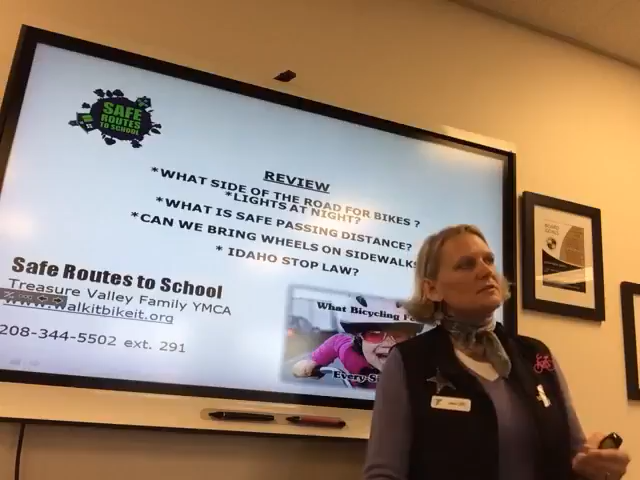 SAFE
ROUTES
TO SCHOOL
REVIEW
*WHAT SIDE OF THE ROAD FOR BIKES ?
*LIGHTS AT NIGHT?
*WHAT IS SAFE PASSING DISTANCE?
*CAN WE BRING WHEELS ON SIDEWALK
* IDAHO STOP LAW?
Safe Routes to School
Treasure Valley Family YMCA
www.walkitbikeit.org
208-344-5502 ext. 291
What Bicycling